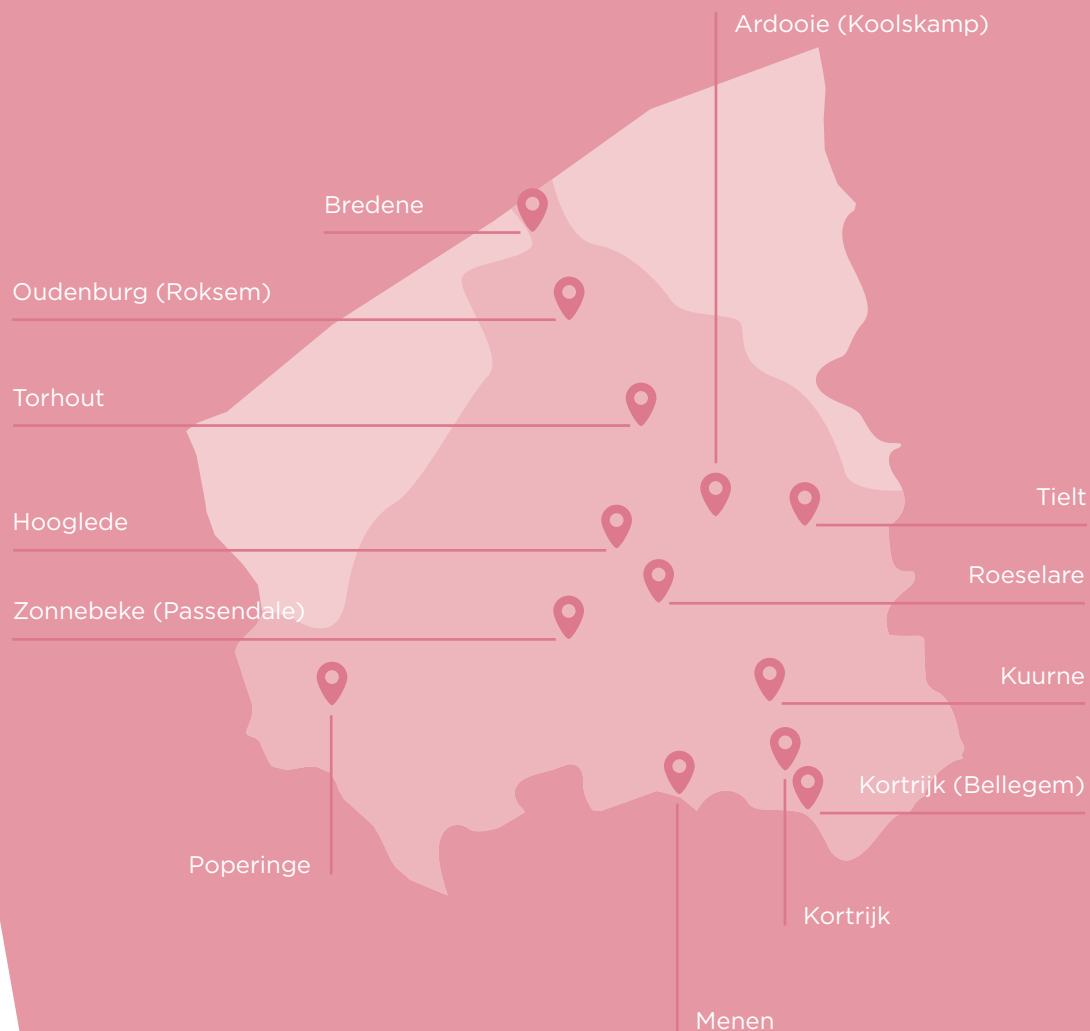 Ardooie (Koolskamp)
Bredene
Oudenburg (Roksem)
Torhout
Tielt
Hooglede
Roeselare
Zonnebeke (Passendale)
Kuurne
Kortrijk (Bellegem)
Poperinge
Kortrijk
Menen